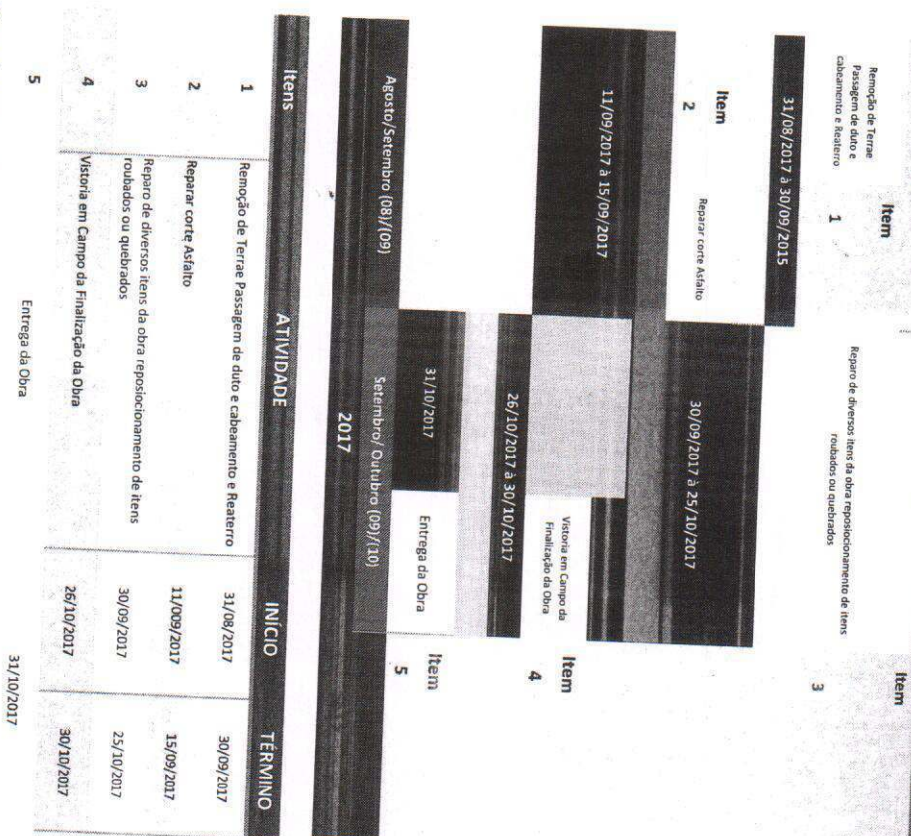 Item
1
Remoção de Terrae
Passagem de duto e
cabeamento e Reaterro
31/08/2017 à 30/09/2015
Item
3
Reparo de diversos itens da obra reposiocionamento de itens
roubados ou quebrados
30/09/2017 à 25/10/2017
Item
2
Reparar corte Asfalto
11/09/2017 à 15/09/2017
Item
4
Vistoria em Campo da
Finalização da Obra
26/10/2017 à 30/10/2017
Item
5
Entrega da Obra
31/10/2017
Agosto/Setembro (08)/(09) Setembro/ Outubro (09)/(10)
2017
Itens ATIVIDADE INÍCIO TÉRMINO
1 Remoção de Terrae Passagem de duto e cabeamento e Reaterro 31/08/2017 30/09/2017
2 Reparar corte Asfalto 11/009/2017 15/09/2017
3 Reparo de diversos itens da obra reposiocionamento de itens
roubados ou quebrados 30/09/2017 25/10/2017
4 Vistoria em Campo da Finalização da Obra 26/10/2017 30/10/2017
5 Entrega da Obra 31/10/2017